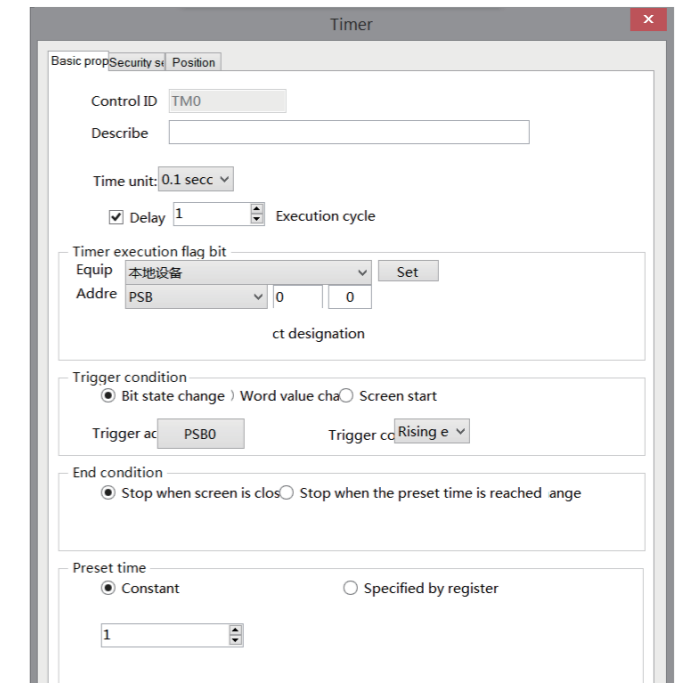 Timer
Basic prop Security se Position
Control ID TM0
Describe
Time unit: 0.1 secc
Delay 1 Execution cycle
Timer execution flag bit
Equip 本地设备 Set
Addre PSB 0 0
ct designation
Trigger condition
Bit state change ) Word value cha Screen start
Trigger ac PSB0 Trigger co Rising e
End condition
Stop when screen is clos Stop when the preset time is reached ange
Preset time
Constant Specified by register
1